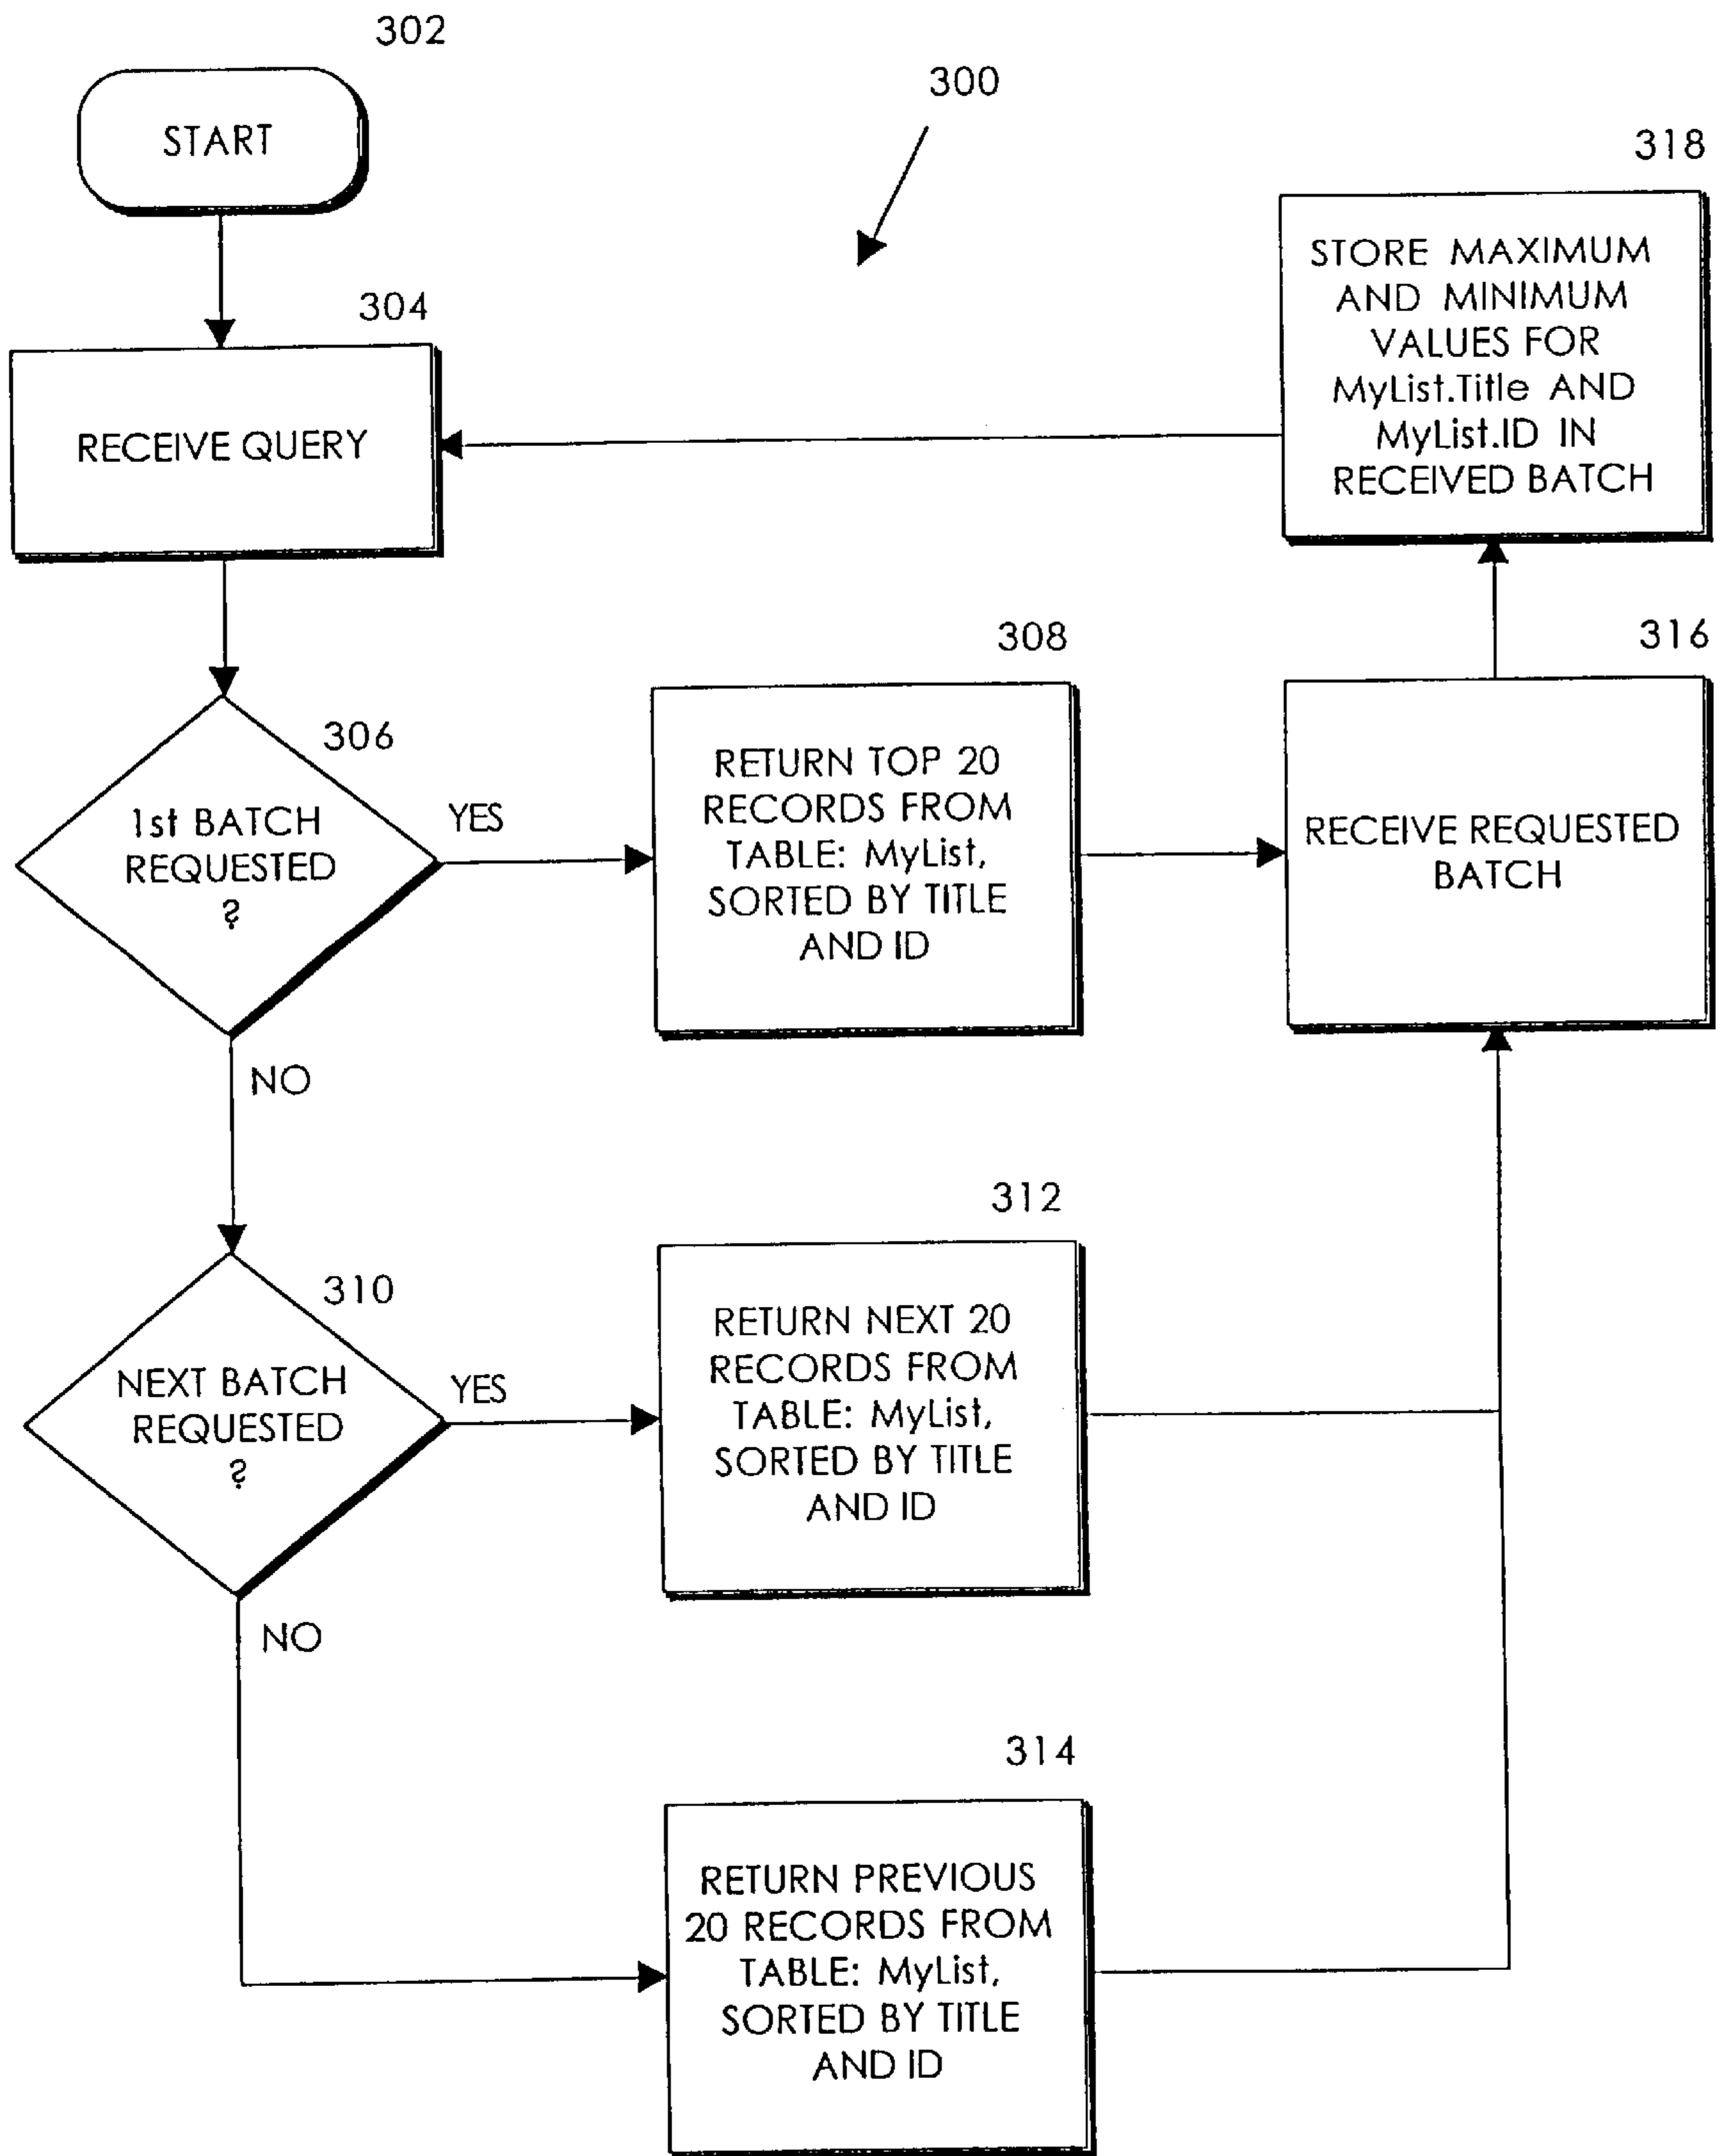 302
START
300
318
STORE MAXIMUM
AND MINIMUM
VALUES FOR
MyList.Title AND
MyList.ID IN
RECEIVED BATCH
304
RECEIVE QUERY
308
316
306
1st BATCH
REQUESTED
?
YES
RETURN TOP 20
RECORDS FROM
TABLE: MyList,
SORTED BY TITLE
AND ID
RECEIVE REQUESTED
BATCH
NO
312
310
NEXT BATCH
REQUESTED
?
YES
RETURN NEXT 20
RECORDS FROM
TABLE: MyList,
SORTED BY TITLE
AND ID
NO
314
RETURN PREVIOUS
20 RECORDS FROM
TABLE: MyList,
SORTED BY TITLE
AND ID